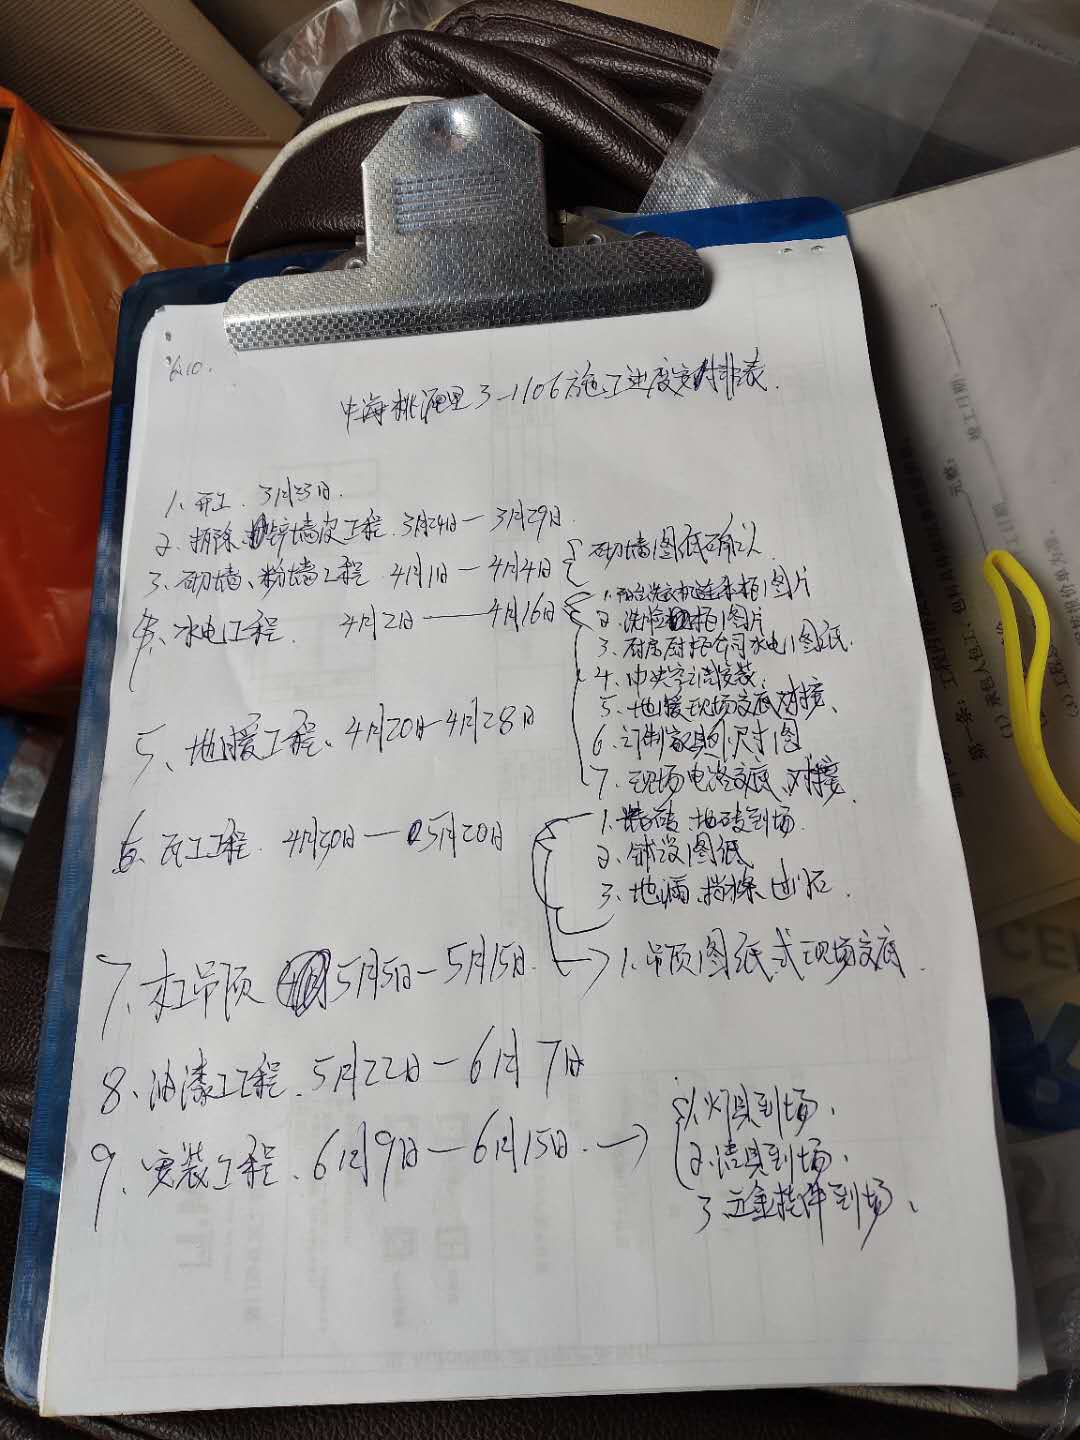 6.10.
中海桃源里3-1106施工进度安排表.
1、开工. 3月23日.
2、拆除、铲墙皮工程. 3月24日—3月29日
3、砌墙、粉墙工程 4月1日—4月4日
砌墙图纸确认
4、水电工程. 4月2日——4月16日
1、阳台洗衣机连体柜图片
2、洗脸柜图片
3、厨房厨柜公司水电图纸.
4、中央空调安装.
5、地暖现场交底对接、
6、订制家具尺寸图
7、现场电路交底、对接
5、地暖工程、4月20日—4月28日
6、瓦工工程. 4月30日—5月20日
1、墙砖、地砖到场.
2、铺设图纸
3、地漏、挡条、过门石.
7、木工吊顶 5月5日—5月15日.
1.吊顶图纸或现场交底.
8、油漆工程. 5月22日—6月7日
9、安装工程. 6月9日—6月15日.
1、灯具到场.
2、洁具到场.
3 五金挂件到场、
第一条：工程